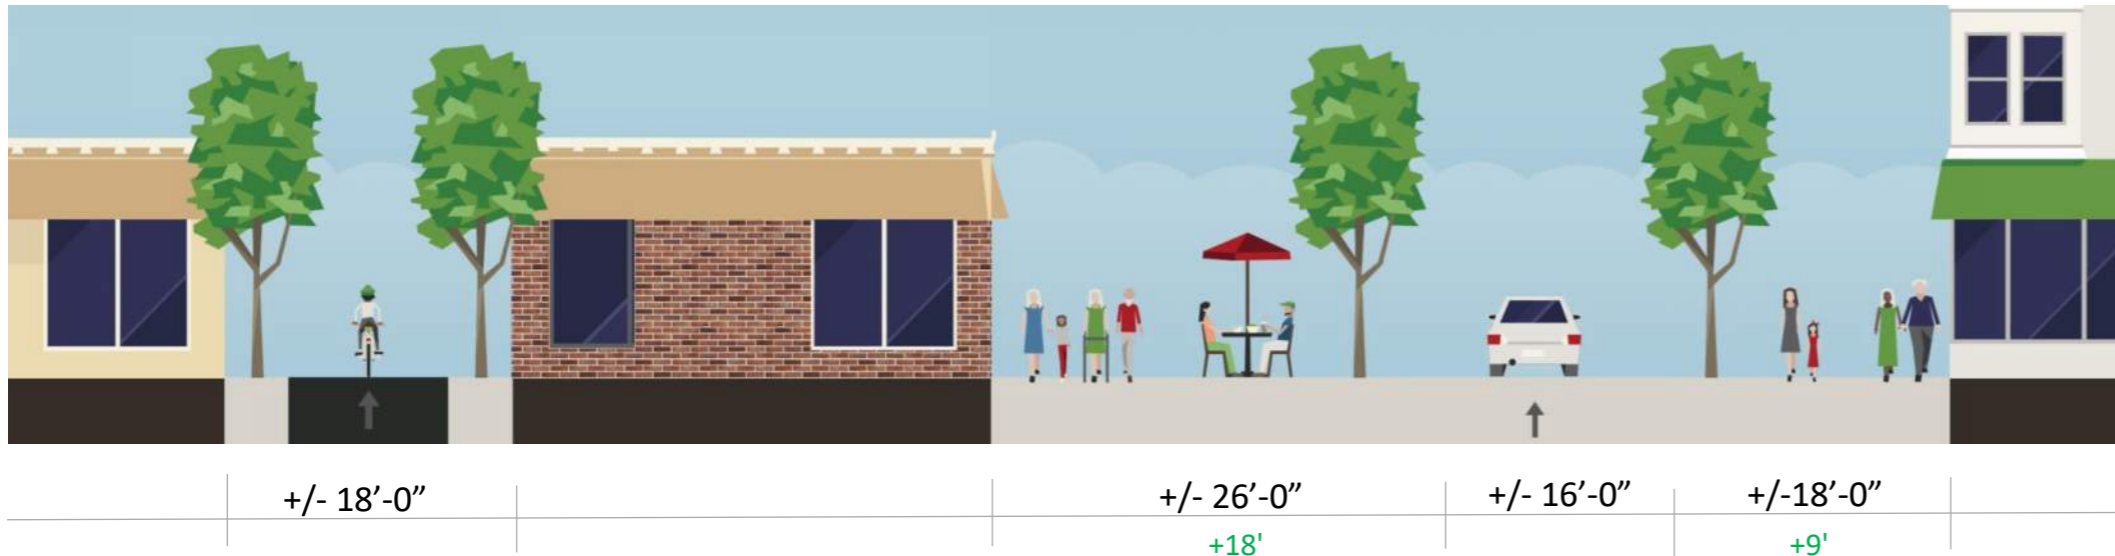 +/- 18’-0” +/- 26’-0” +/- 16’-0” +/-18’-0”
+18' +9'